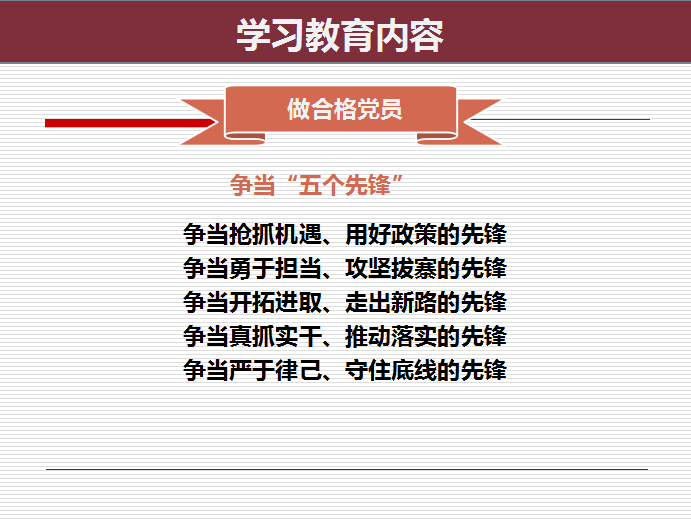 学习教育内容
做合格党员
争当“五个先锋”
争当抢抓机遇、用好政策的先锋
争当勇于担当、攻坚拔寨的先锋
争当开拓进取、走出新路的先锋
争当真抓实干、推动落实的先锋
争当严于律己、守住底线的先锋